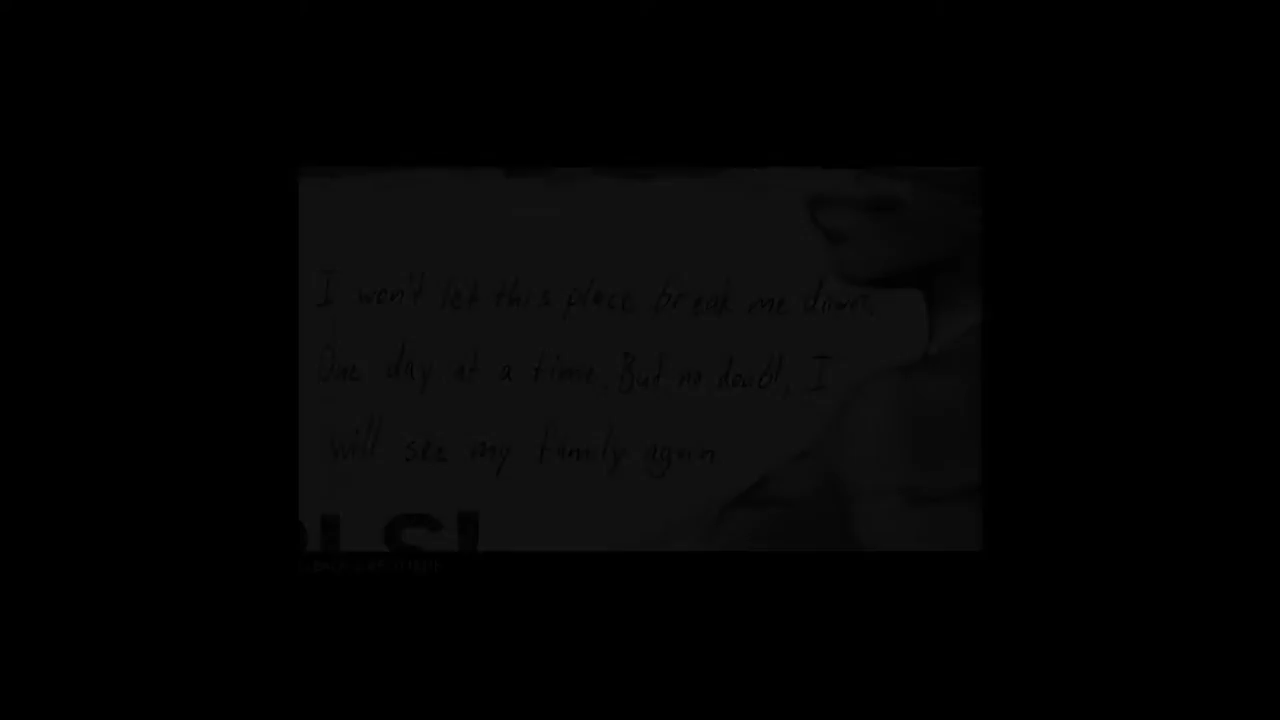 I won't let this place break me down.
One day at a time. But no doubt, I
will see my family again
LS!